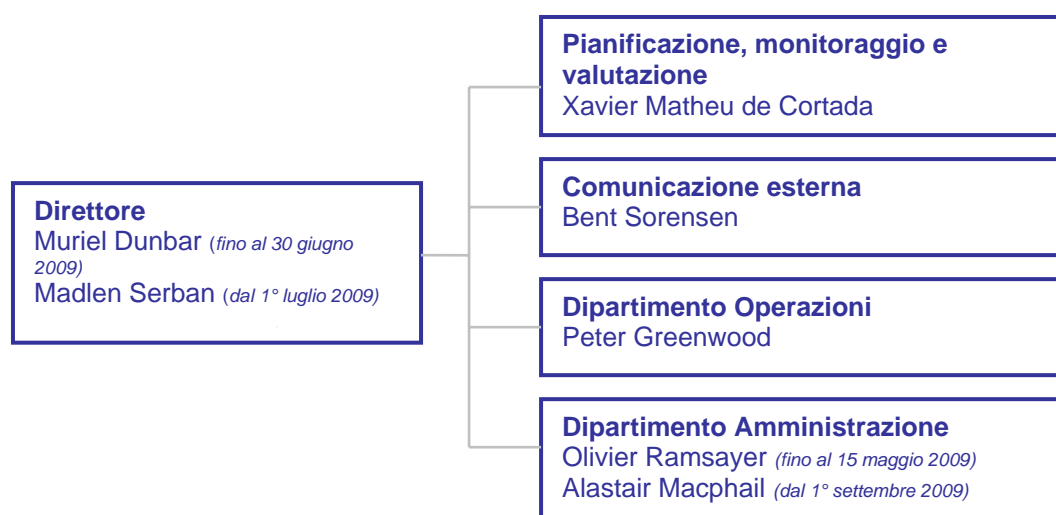 Direttore
Muriel Dunbar (fino al 30 giugno
2009)
Madlen Serban (dal 1° luglio 2009)
Pianificazione, monitoraggio e
valutazione
Xavier Matheu de Cortada
Comunicazione esterna
Bent Sorensen
Dipartimento Operazioni
Peter Greenwood
Dipartimento Amministrazione
Olivier Ramsayer (fino al 15 maggio 2009)
Alastair Macphail (dal 1° settembre 2009)